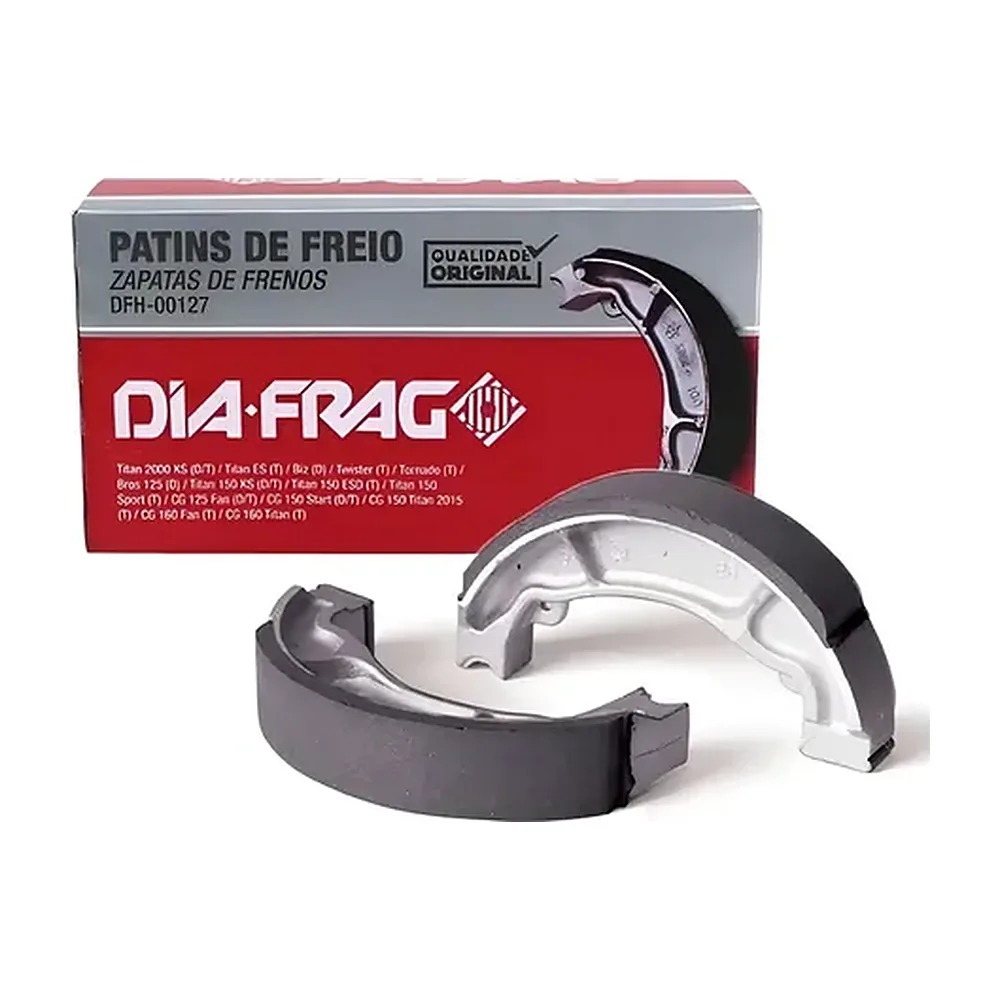 PATINS DE FREIO
ZAPATAS DE FRENOS
DFH-00127
QUALIDADE
ORIGINAL
DIA·FRAG
Titan 2000 KS (D/T) / Titan ES (T) / Biz (D) / Twister (T) / Tornado (T) /
Bros 125 (D) / Titan 150 KS (D/T) / Titan 150 ESD (T) / Titan 150
Sport (T) / CG 125 Fan (D/T) / CG 150 Start (D/T) / CG 150 Titan 2015
(T) / CG 160 Fan (T) / CG 160 Titan (T)